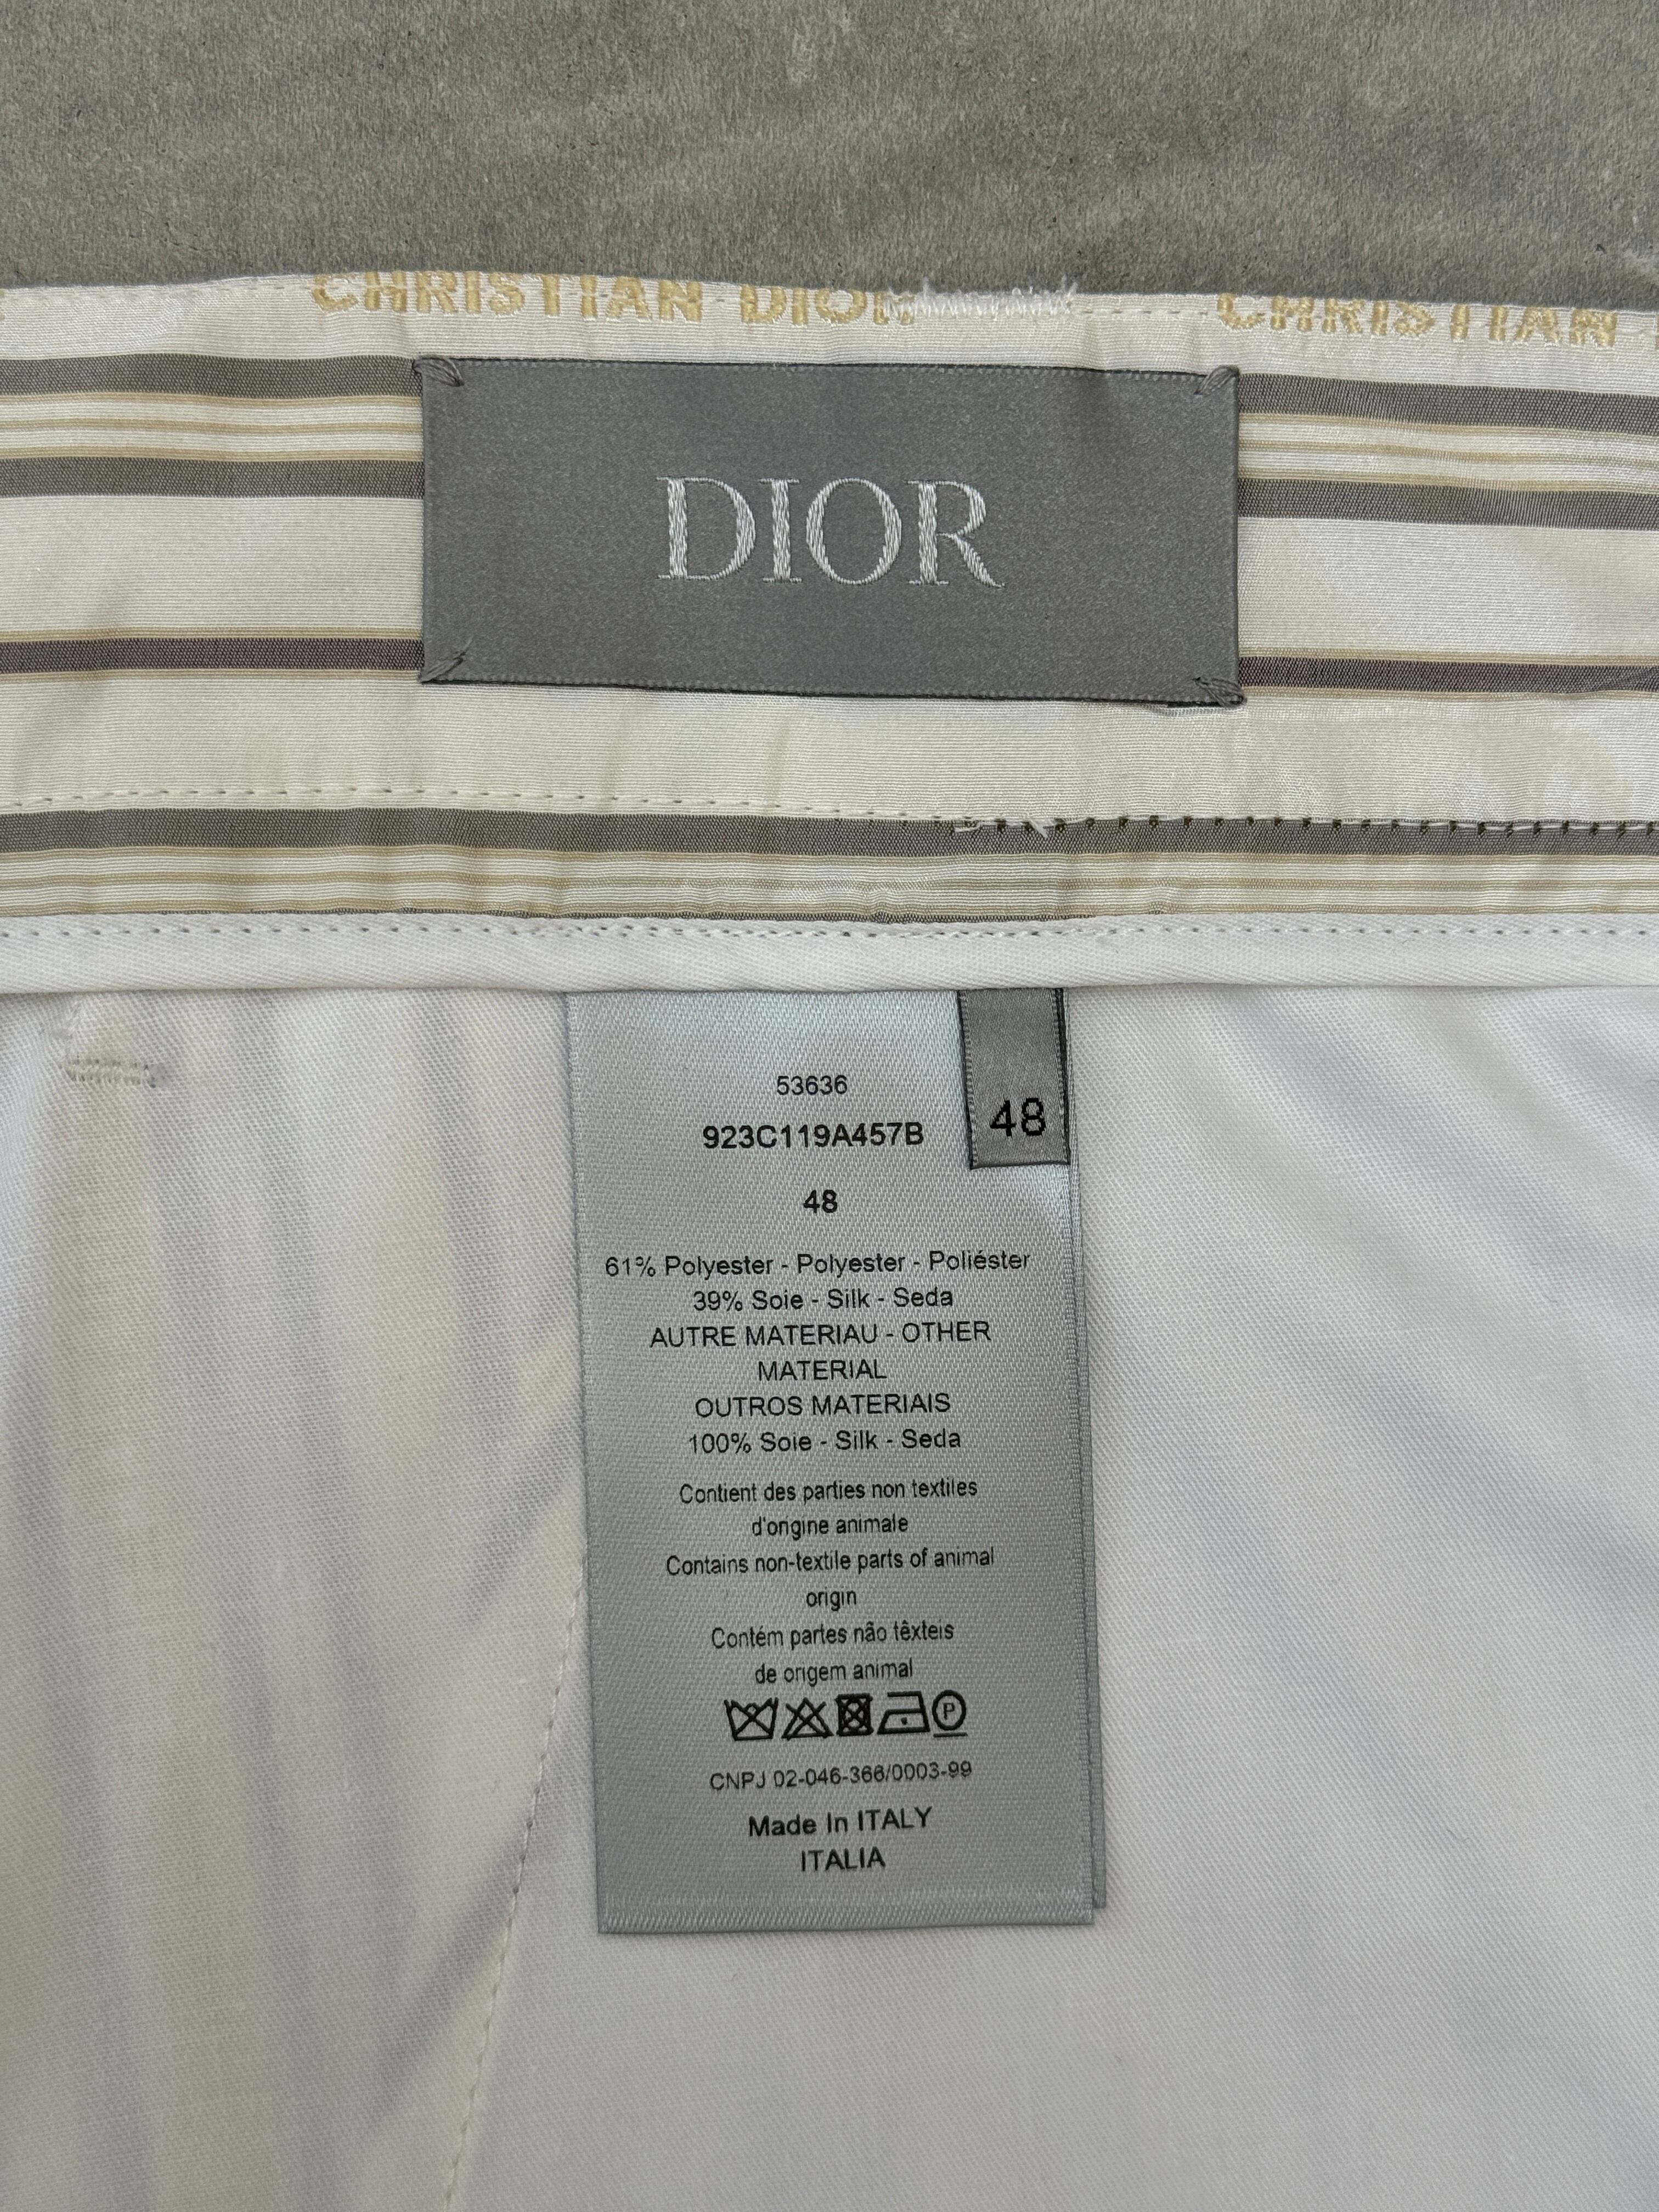 CHRISTIAN DIOR CHRISTIAN
DIOR
48
53636
923C119A457B
48
61% Polyester - Polyester - Poliéster
39% Soie - Silk - Seda
AUTRE MATERIAU - OTHER
MATERIAL
OUTROS MATERIAIS
100% Soie - Silk - Seda
Contient des parties non textiles
d'origine animale
Contains non-textile parts of animal
origin
Contém partes não têxteis
de origem animal
P
CNPJ 02-046-366/0003-99
Made In ITALY
ITALIA